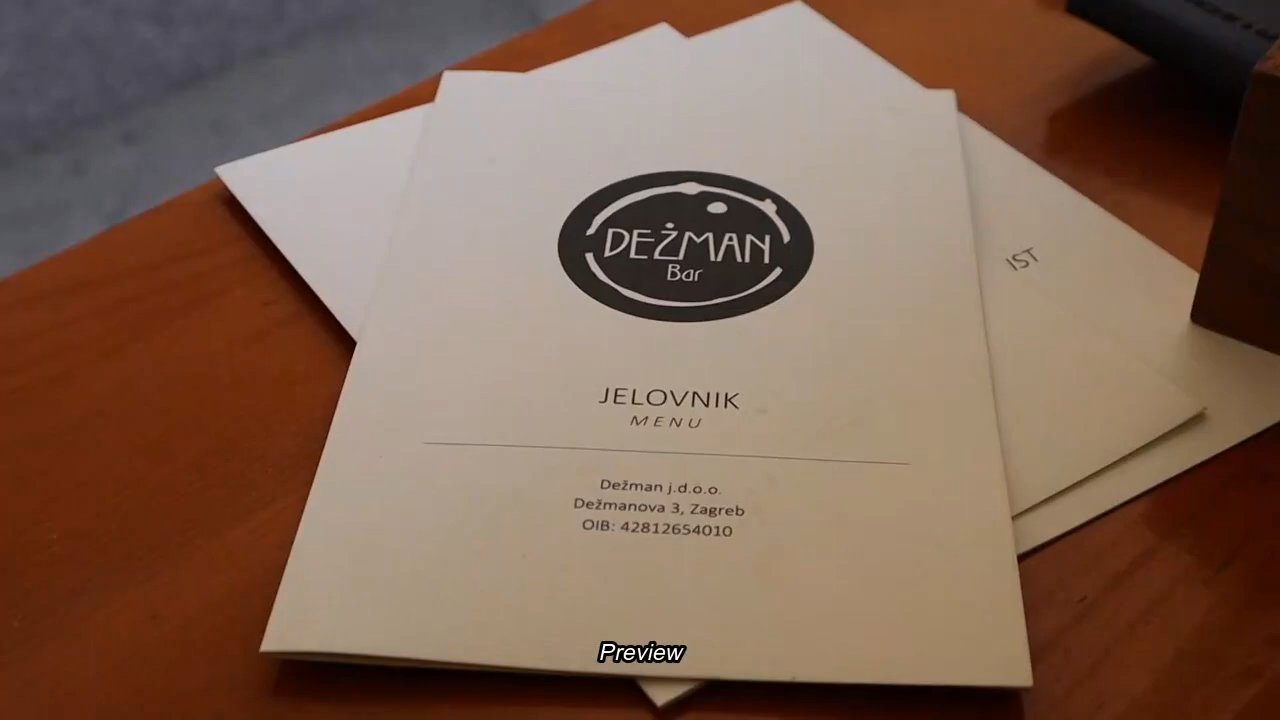 DEŻMAN
Bar
JELOVNIK
MENU
Dežman j.d.o.o.
Dežmanova 3, Zagreb
OIB: 42812654010
IST
Preview